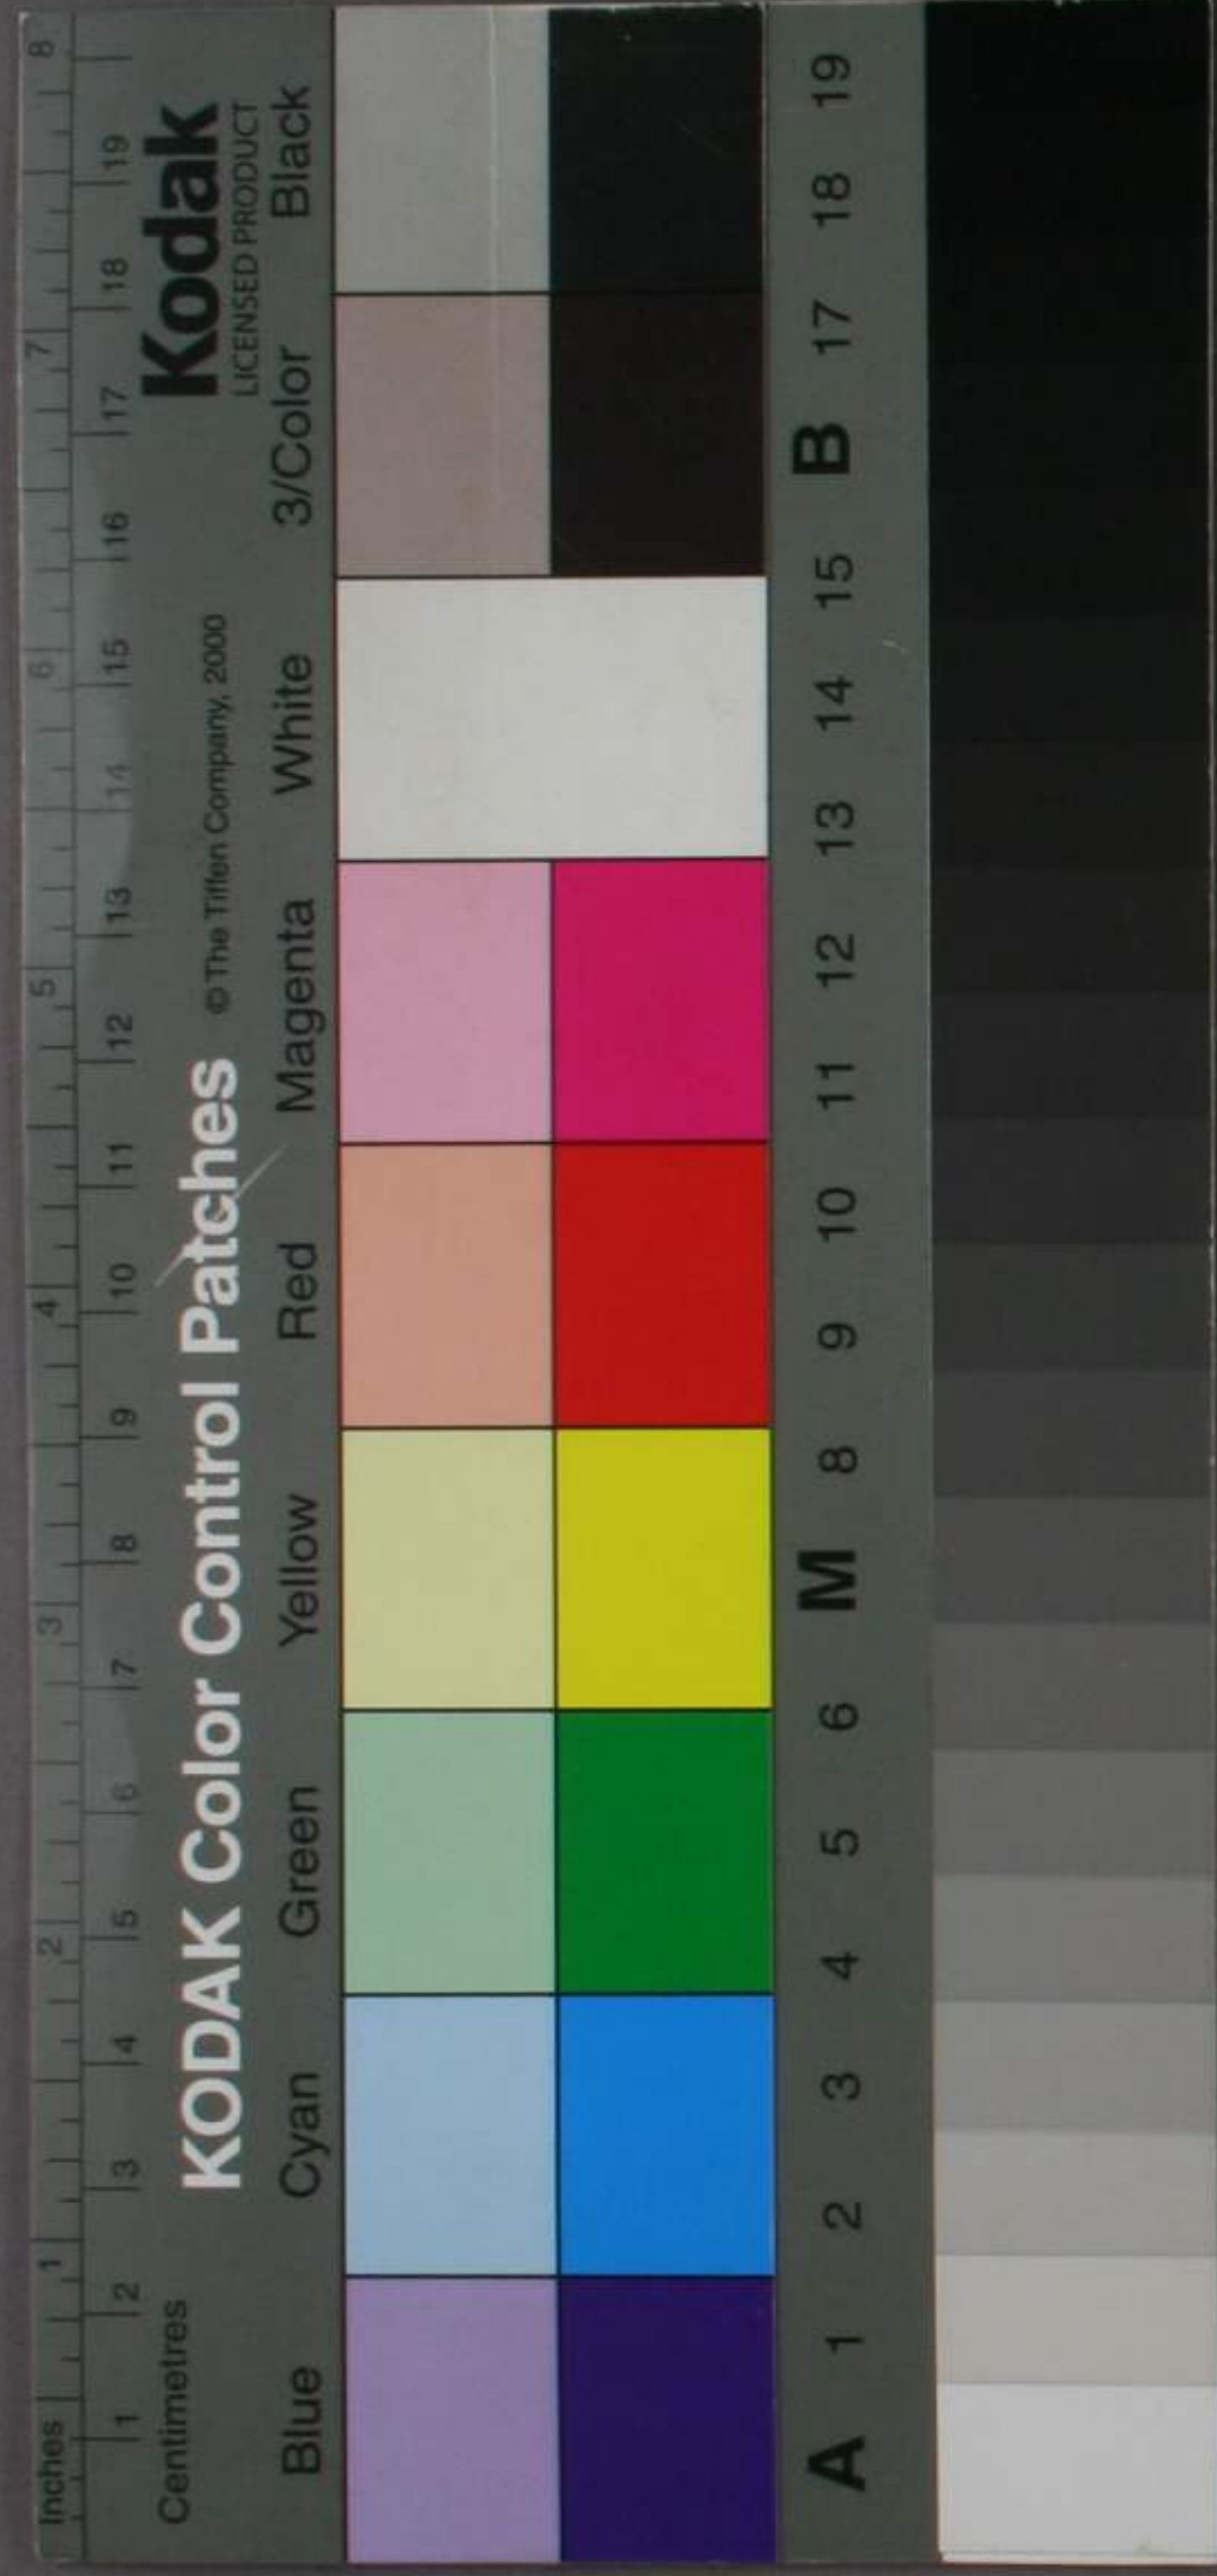 Inches 1 2 3 4 5 6 7 8
Centimetres 1 2 3 4 5 6 7 8 9 10 11 12 13 14 15 16 17 18 19
KODAK Color Control Patches © The Tiffen Company, 2000 Kodak
LICENSED PRODUCT
Blue Cyan Green Yellow Red Magenta White 3/Color Black
A 1 2 3 4 5 6 M 8 9 10 11 12 13 14 15 B 17 18 19